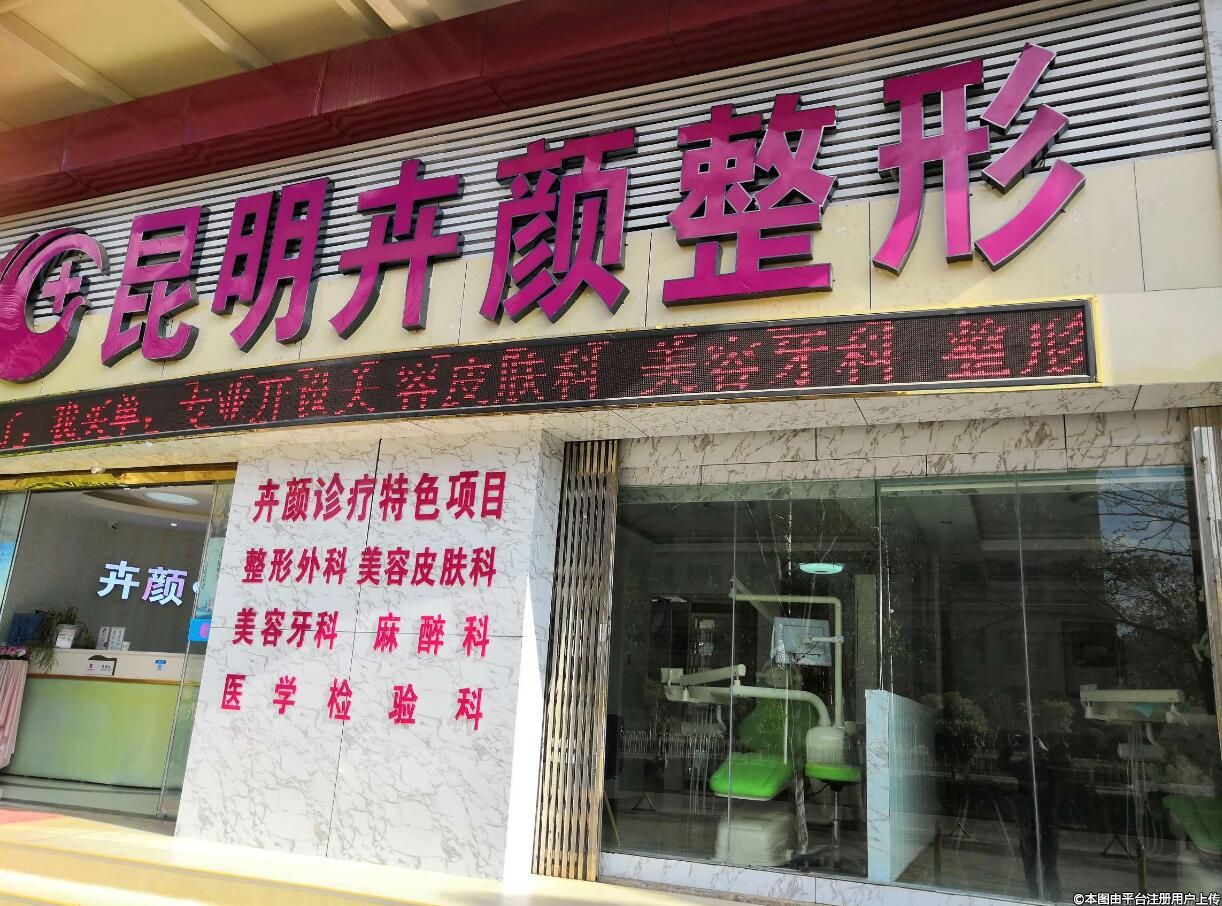 昆明卉颜整形
专业开设美容皮肤科 美容牙科 整形
卉颜诊疗特色项目
整形外科 美容皮肤科
美容牙科 麻醉科
医学检验科
卉颜
©本图由平台注册用户上传